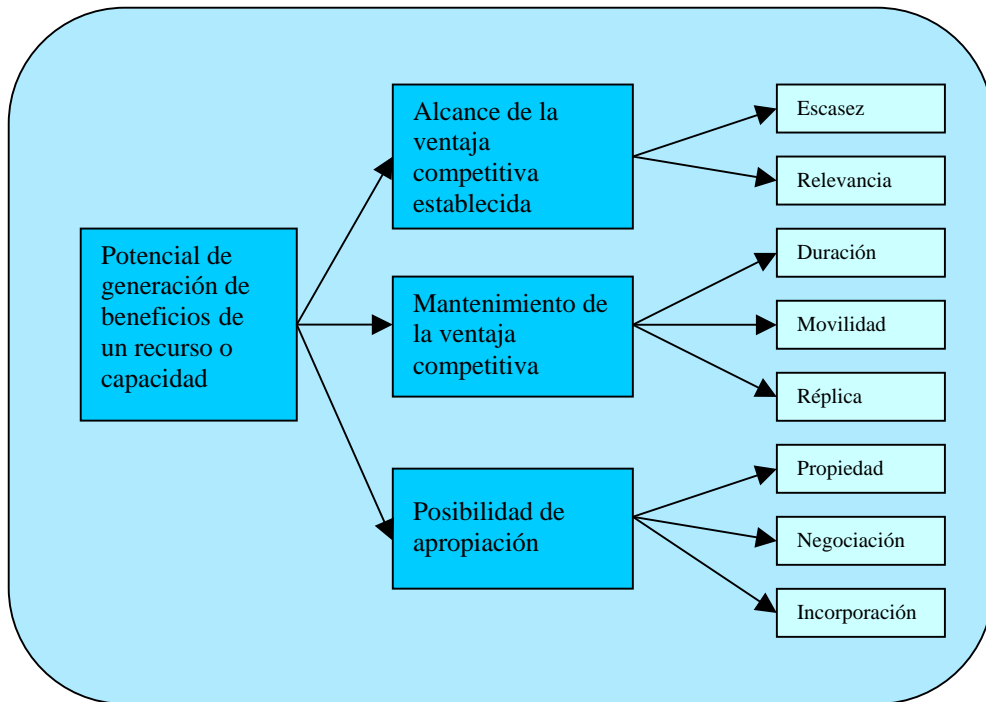 Potencial de
generación de
beneficios de
un recurso o
capacidad
Alcance de la
ventaja
competitiva
establecida
Escasez
Relevancia
Mantenimiento de
la ventaja
competitiva
Duración
Movilidad
Réplica
Posibilidad de
apropiación
Propiedad
Negociación
Incorporación